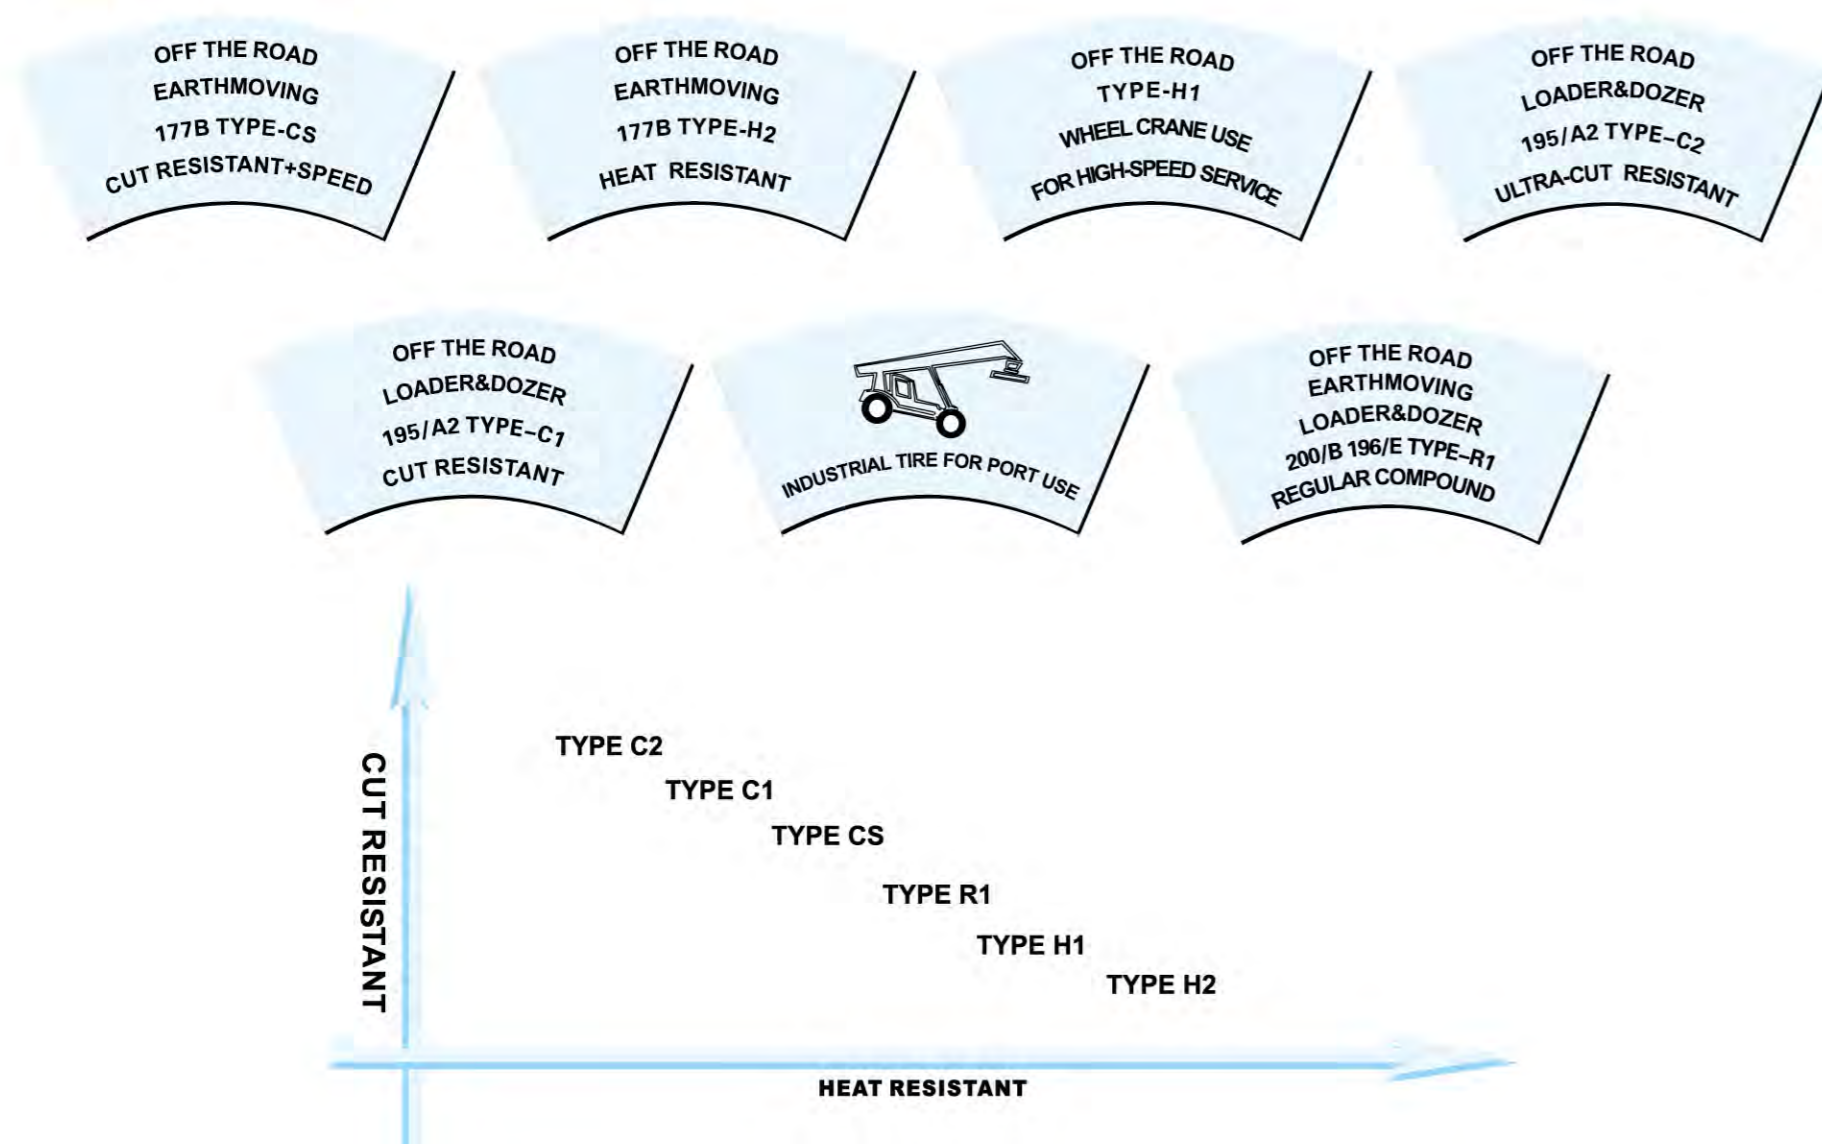 OFF THE ROAD
EARTHMOVING
177B TYPE-CS
CUT RESISTANT+SPEED
OFF THE ROAD
EARTHMOVING
177B TYPE-H2
HEAT RESISTANT
OFF THE ROAD
TYPE-H1
WHEEL CRANE USE
FOR HIGH-SPEED SERVICE
OFF THE ROAD
LOADER&DOZER
195/A2 TYPE–C2
ULTRA-CUT RESISTANT
OFF THE ROAD
LOADER&DOZER
195/A2 TYPE–C1
CUT RESISTANT
INDUSTRIAL TIRE FOR PORT USE
OFF THE ROAD
EARTHMOVING
LOADER&DOZER
200/B 196/E TYPE–R1
REGULAR COMPOUND
CUT RESISTANT
TYPE C2
TYPE C1
TYPE CS
TYPE R1
TYPE H1
TYPE H2
HEAT RESISTANT